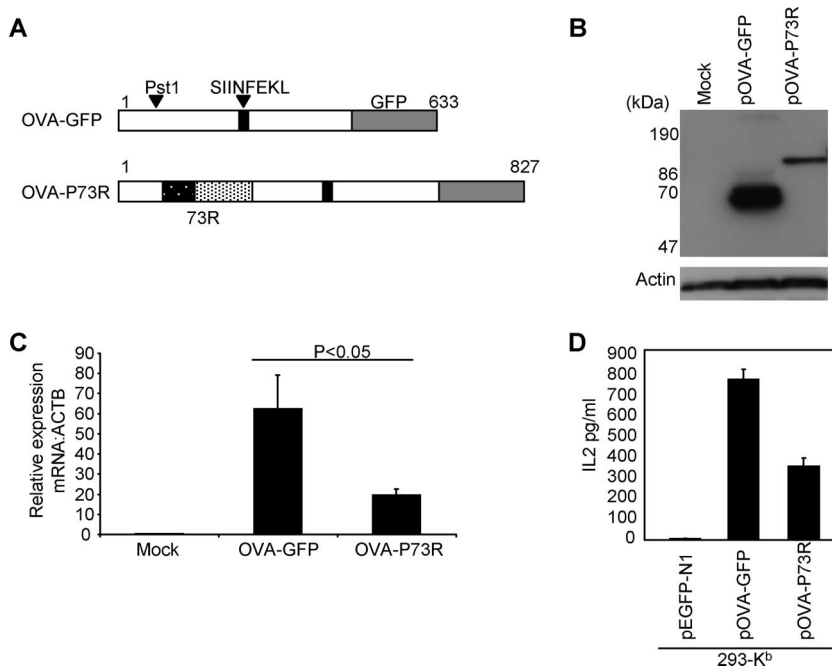 A
Pst1 SIINFEKL
1 GFP 633
OVA-GFP
1 827
OVA-P73R
73R
B
Mock
pOVA-GFP
pOVA-P73R
(kDa)
190
86
70
47
Actin
C
P<0.05
Relative expression
mRNA:ACTB
90
80
70
60
50
40
30
20
10
0
Mock OVA-GFP OVA-P73R
D
IL2 pg/ml
900
800
700
600
500
400
300
200
100
0
pEGFP-N1
pOVA-GFP
pOVA-P73R
293-Kᵇ